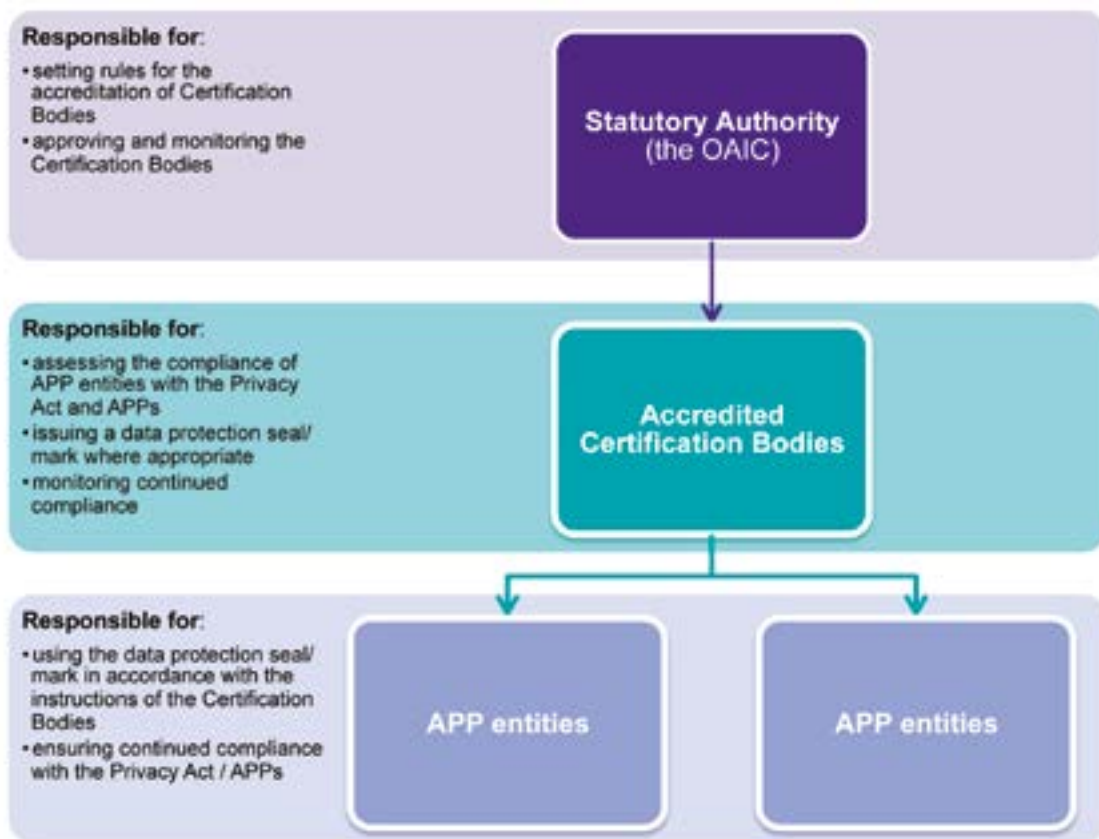 Responsible for:
• setting rules for the
accreditation of Certification
Bodies
• approving and monitoring the
Certification Bodies
Statutory Authority
(the OAIC)
Responsible for:
• assessing the compliance of
APP entities with the Privacy
Act and APPs
• issuing a data protection seal/
mark where appropriate
• monitoring continued
compliance
Accredited
Certification Bodies
Responsible for:
• using the data protection seal/
mark in accordance with the
instructions of the Certification
Bodies
• ensuring continued compliance
with the Privacy Act / APPs
APP entities
APP entities